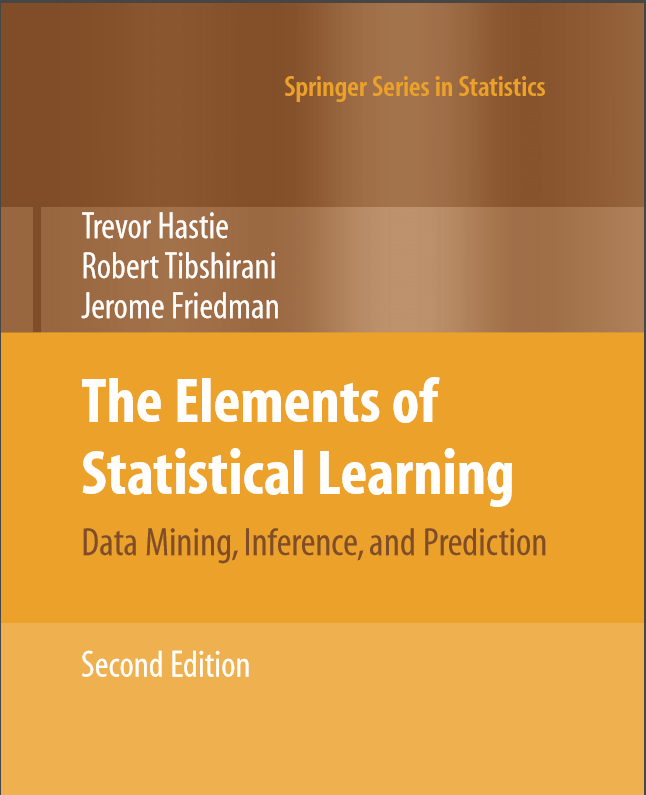 Springer Series in Statistics
Trevor Hastie
Robert Tibshirani
Jerome Friedman
The Elements of
Statistical Learning
Data Mining, Inference, and Prediction
Second Edition